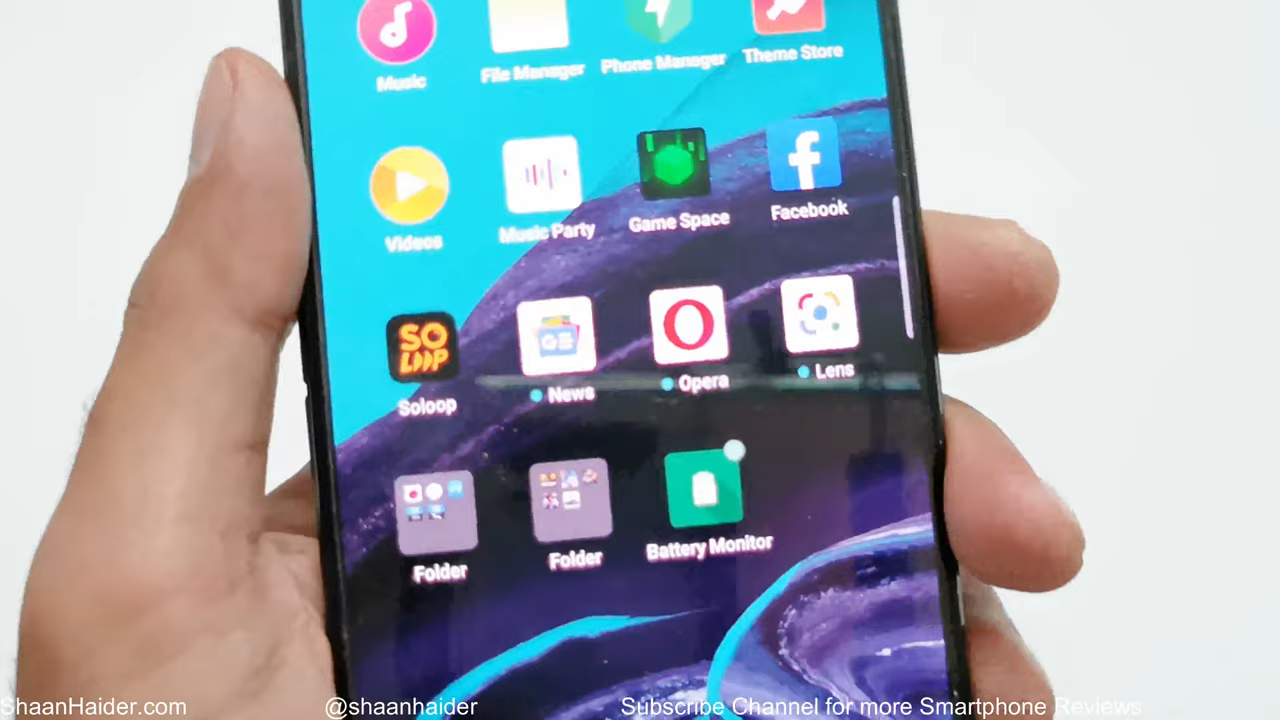 Music File Manager Phone Manager Theme Store
Videos Music Party Game Space Facebook
SO
LOOP
GE
Soloop News Opera Lens
Folder Folder Battery Monitor
ShaanHaider.com @shaanhaider Subscribe Channel for more Smartphone Reviews